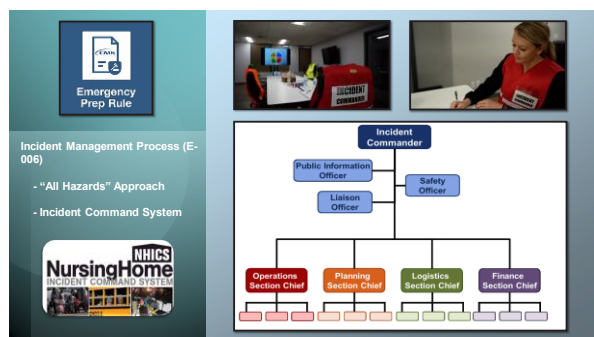 CMS
Emergency
Prep Rule
Incident Management Process (E-
006)
- “All Hazards” Approach
- Incident Command System
NHICS
NursingHome
INCIDENT COMMAND SYSTEM
INCIDENT
COMMANDER
Incident
Commander
Public Information
Officer
Safety
Officer
Liaison
Officer
Operations
Section Chief
Planning
Section Chief
Logistics
Section Chief
Finance
Section Chief